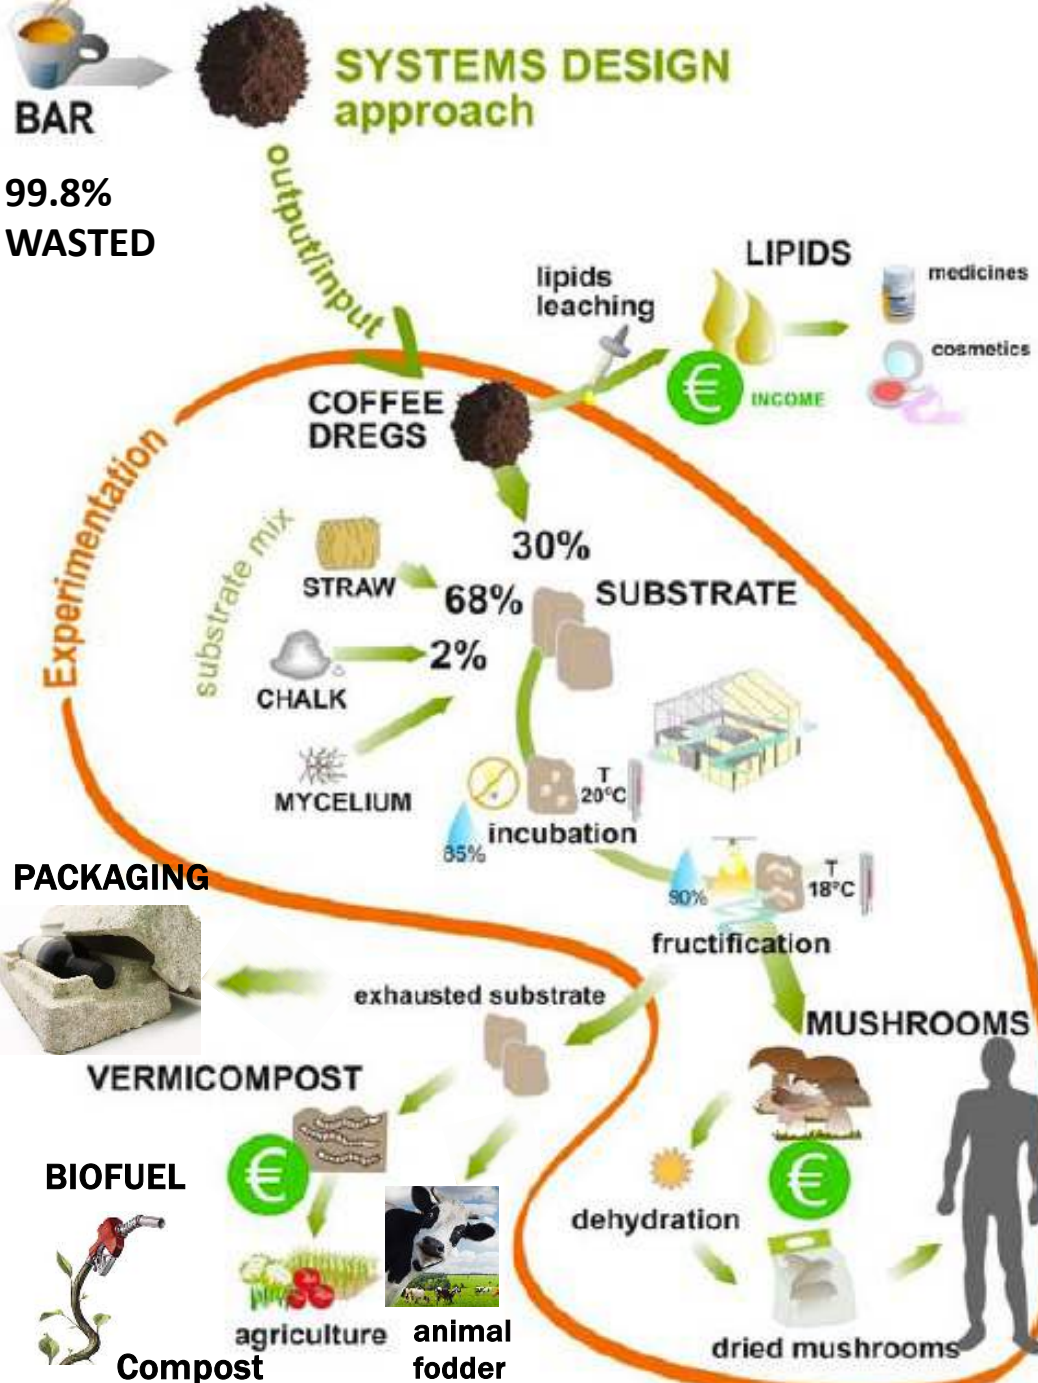 BAR
SYSTEMS DESIGN
approach
99.8%
WASTED
output/input
LIPIDS
lipids
leaching
medicines
cosmetics
€
INCOME
COFFEE
DREGS
Experimentation
substrate mix
30%
STRAW
68%
SUBSTRATE
2%
CHALK
MYCELIUM
T
20°C
incubation
85%
T
18°C
90%
fructification
PACKAGING
exhausted substrate
MUSHROOMS
VERMICOMPOST
€
€
BIOFUEL
dehydration
agriculture
animal
fodder
dried mushrooms
Compost